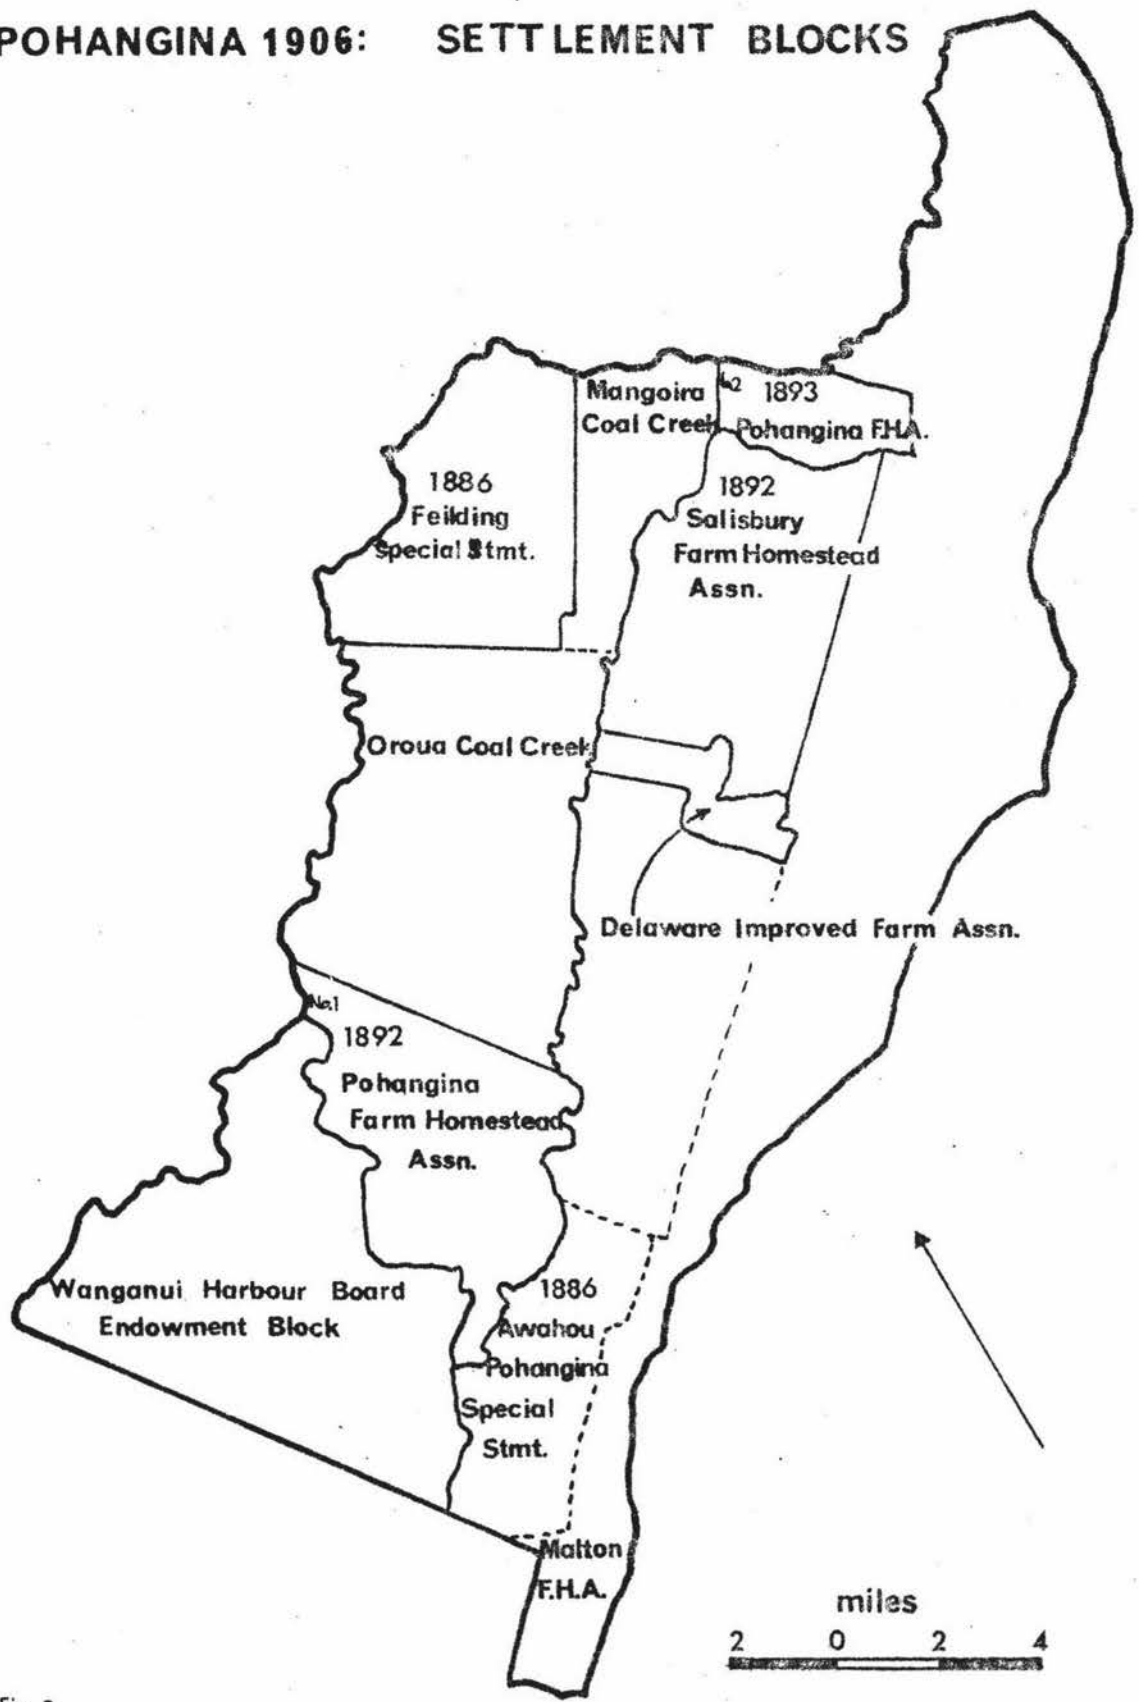 POHANGINA 1906: SETTLEMENT BLOCKS
Mangoira
Coal Creek
No2 1893
Pohangina F.H.A.
1886
Feilding
Special Stmt.
1892
Salisbury
Farm Homestead
Assn.
Oroua Coal Creek
Delaware Improved Farm Assn.
No.1
1892
Pohangina
Farm Homestead
Assn.
Wanganui Harbour Board
Endowment Block
1886
Awahou
Pohangina
Special
Stmt.
Malton
F.H.A.
miles
2 0 2 4